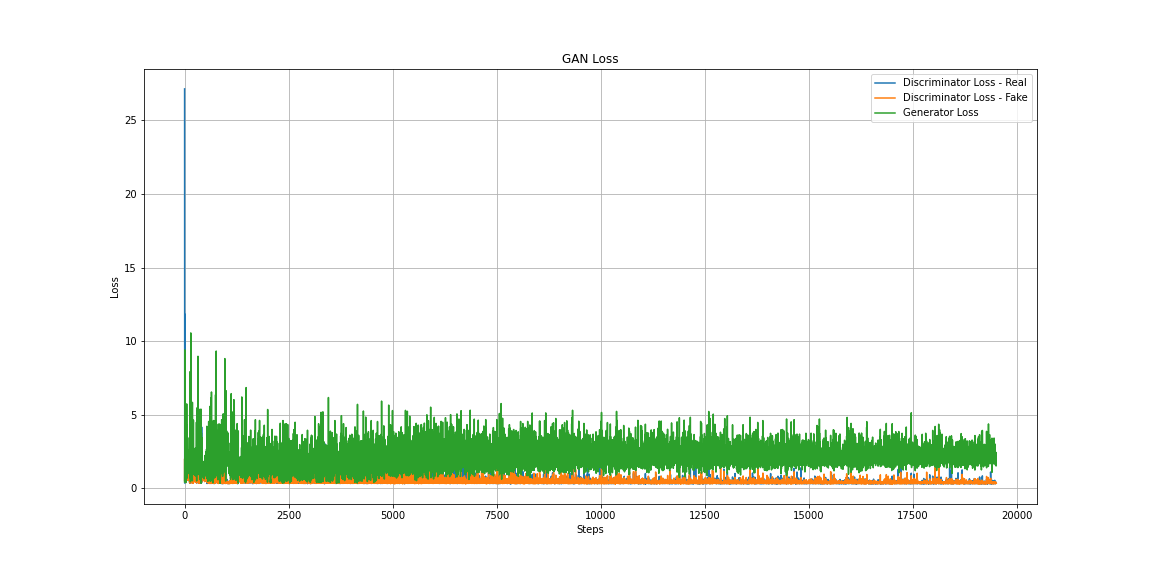 GAN Loss
Discriminator Loss - Real
Discriminator Loss - Fake
Generator Loss
25
20
15
10
5
0
Loss
0 2500 5000 7500 10000 12500 15000 17500 20000
Steps